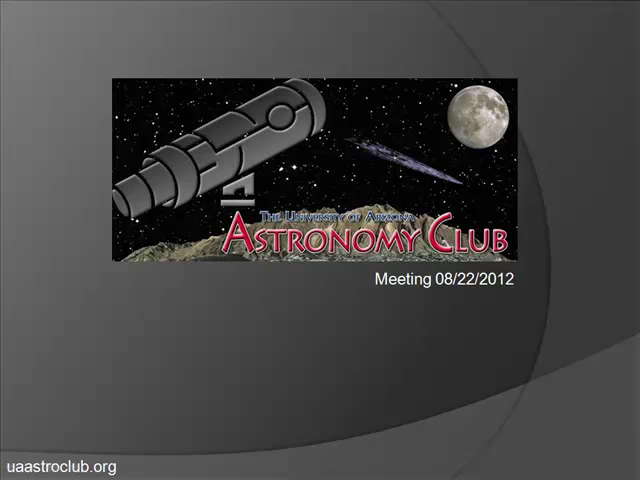 The University of Arizona
Astronomy Club
Meeting 08/22/2012
uaastroclub.org